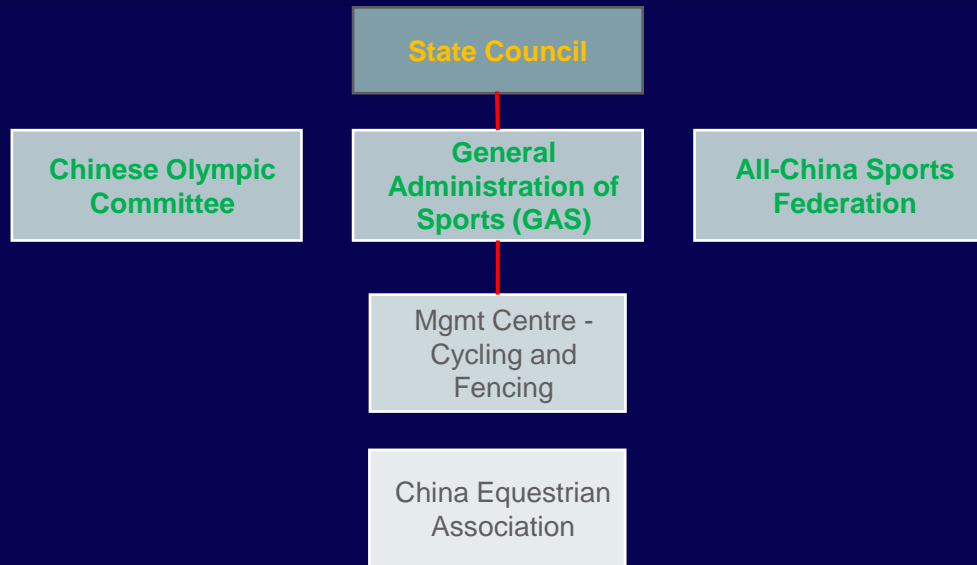 State Council
Chinese Olympic
Committee
General
Administration of
Sports (GAS)
All-China Sports
Federation
Mgmt Centre -
Cycling and
Fencing
China Equestrian
Association